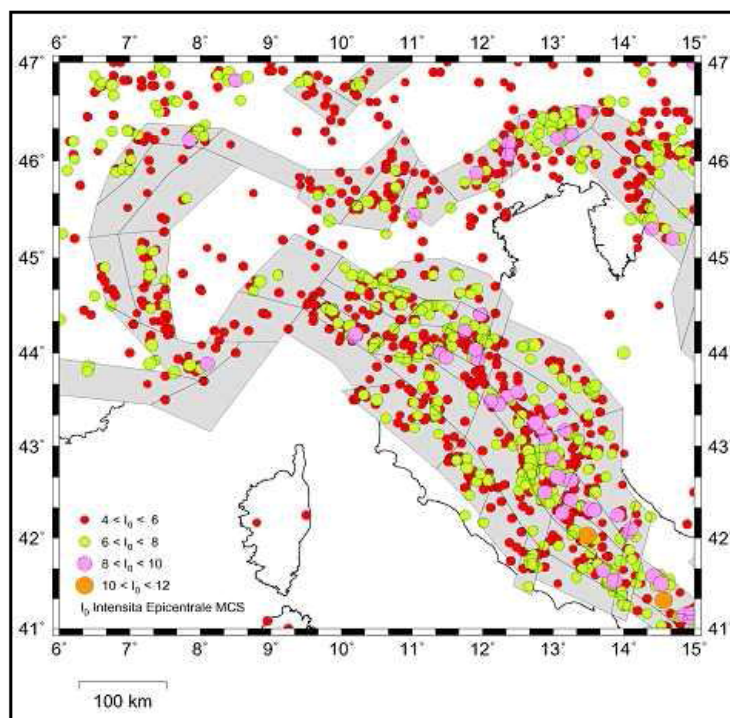 6° 7° 8° 9° 10° 11° 12° 13° 14° 15°
47° 47°
46° 46°
45° 45°
44° 44°
43° 43°
42° 42°
41° 41°
4 < I0 < 6
6 < I0 < 8
8 < I0 < 10
10 < I0 < 12
I0 Intensita Epicentrale MCS
6° 7° 8° 9° 10° 11° 12° 13° 14° 15°
100 km